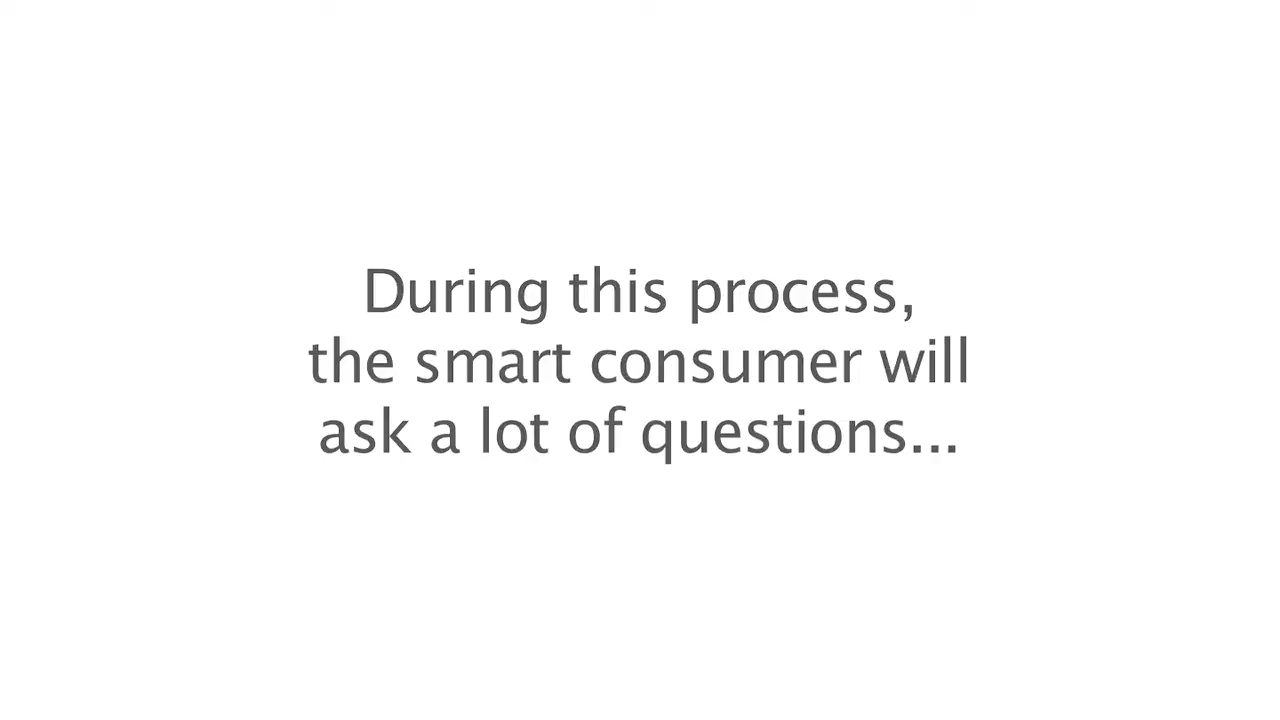 During this process,
the smart consumer will
ask a lot of questions...